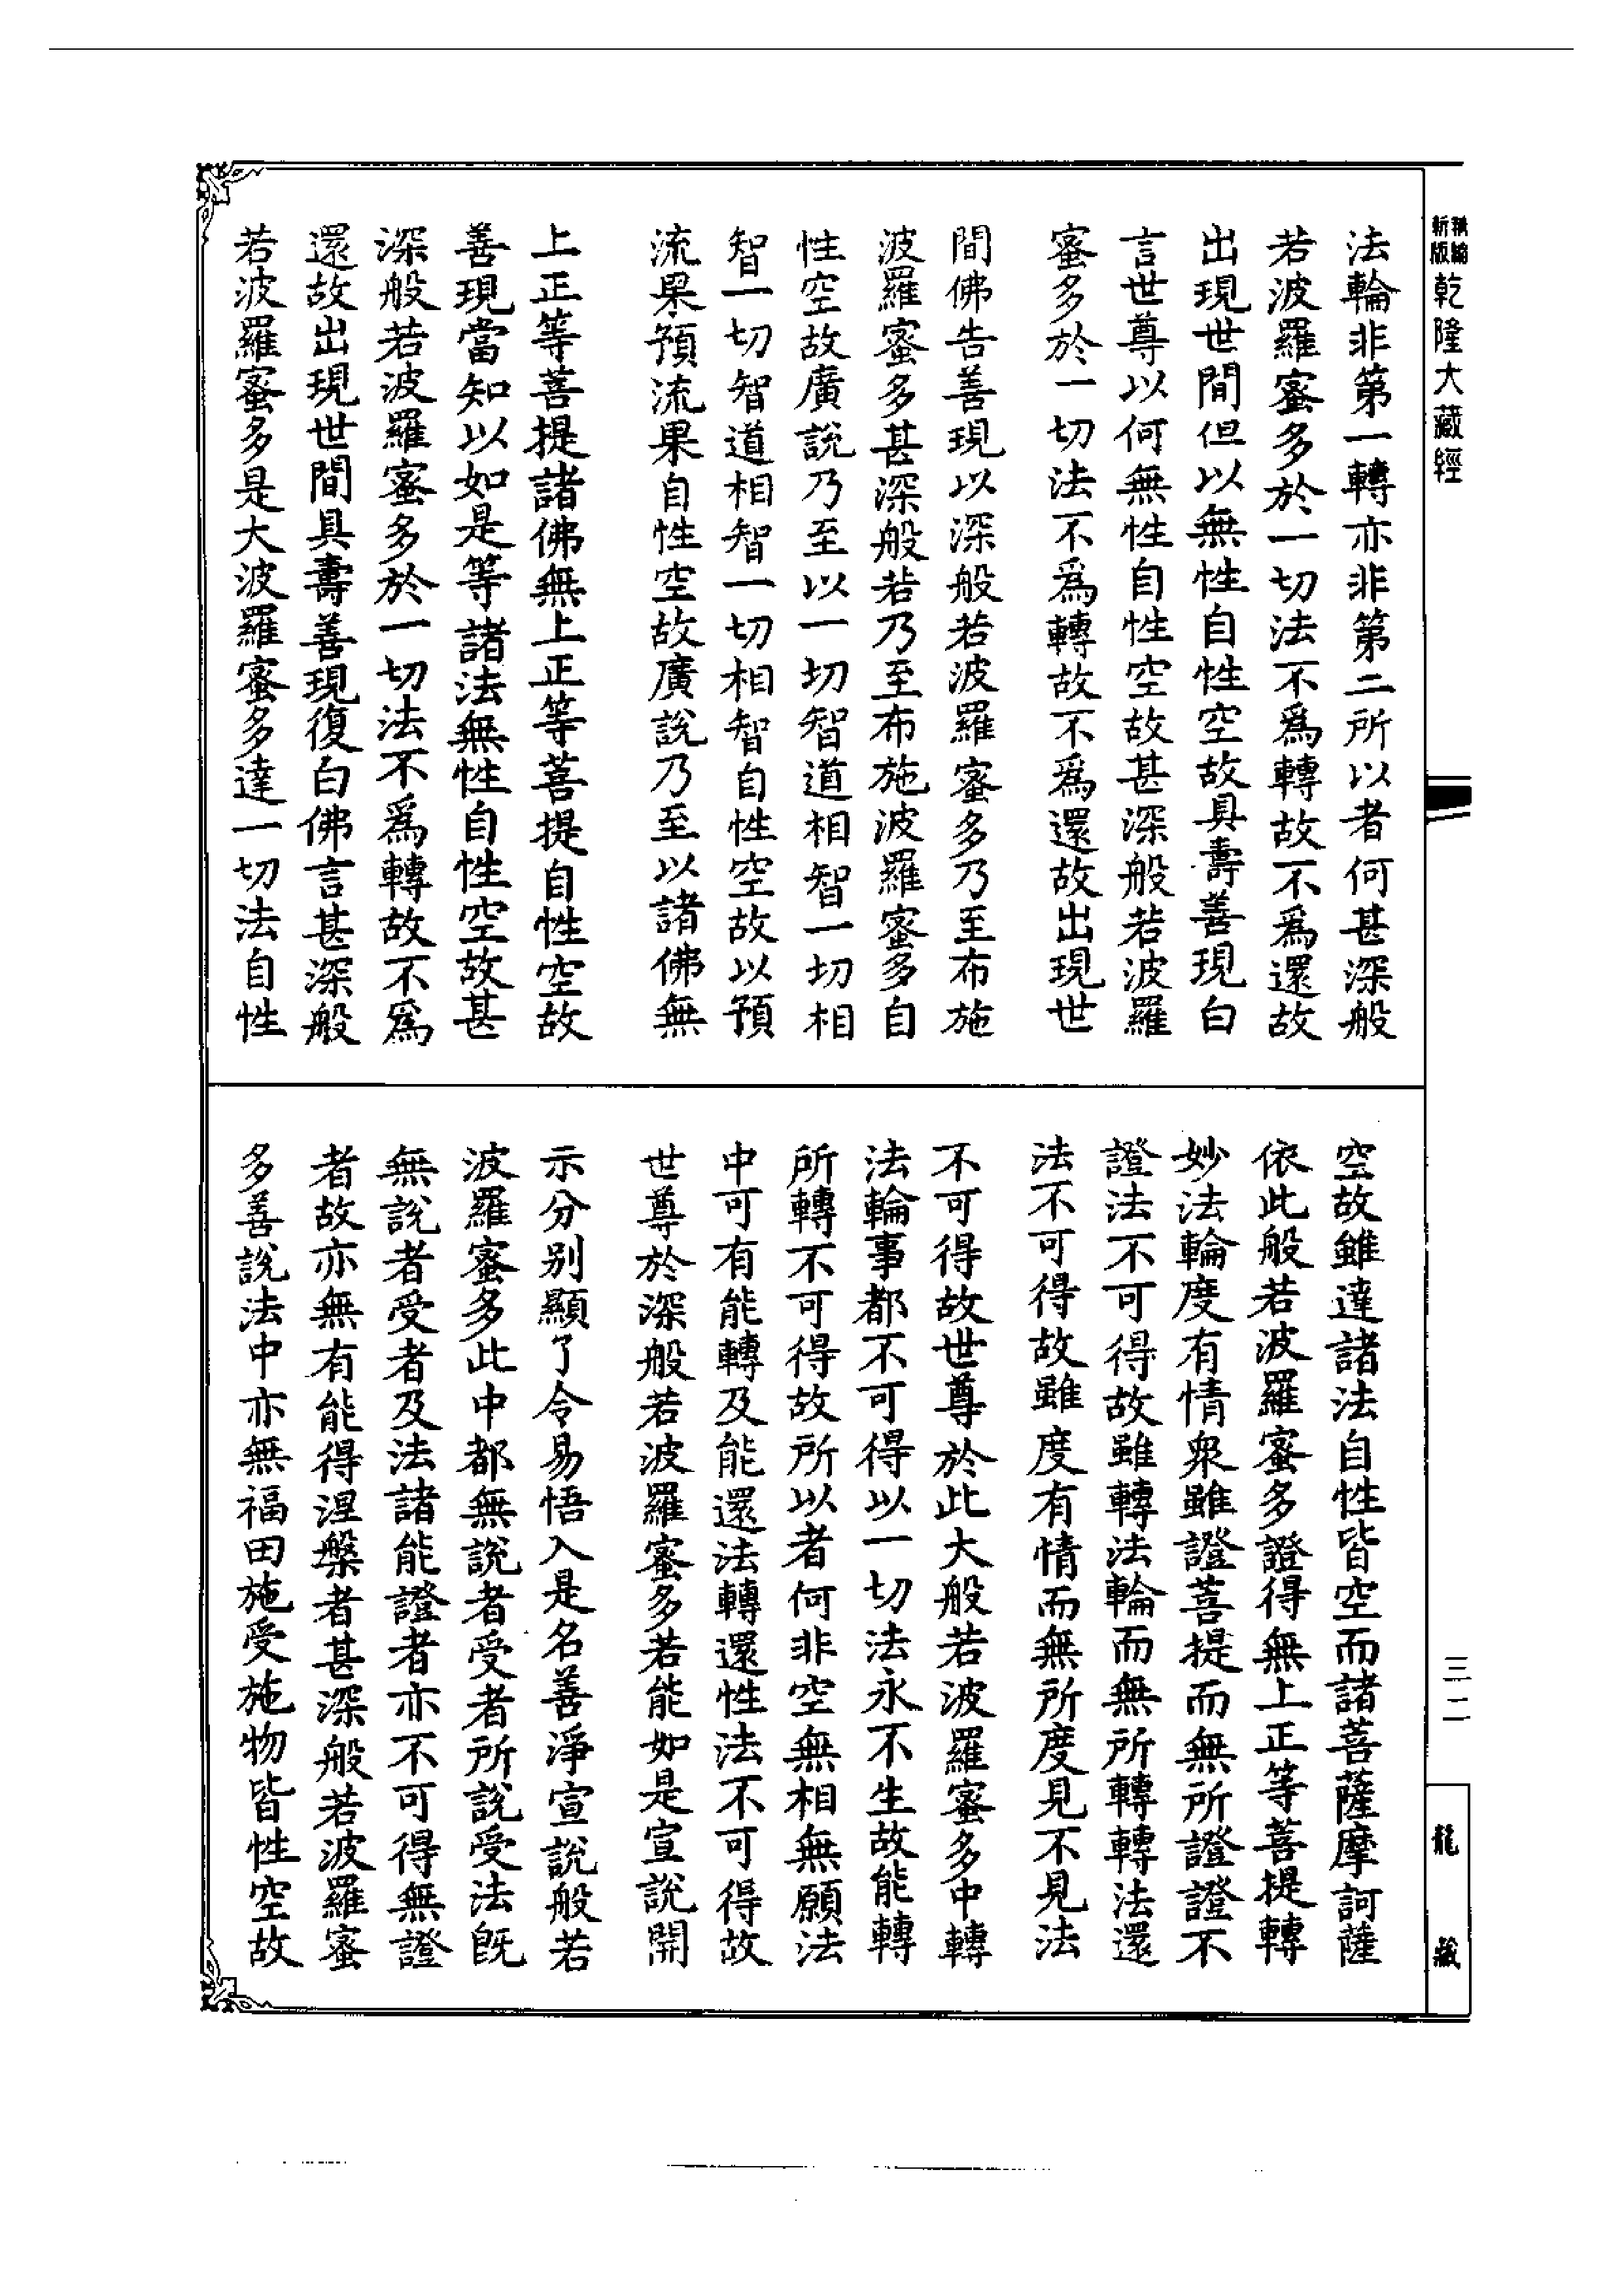 新版
精編
乾隆大藏經
法輪非第一轉亦非第二所以者何甚深般
若波羅蜜多於一切法不爲轉故不爲還故
出現世間但以無性自性空故具壽善現白
言世尊以何無性自性空故甚深般若波羅
蜜多於一切法不爲轉故不爲還故出現世
間佛告善現以深般若波羅蜜多乃至布施
波羅蜜多甚深般若乃至布施波羅蜜多自
性空故廣說乃至以一切智道相智一切相
智一切智道相智一切相智自性空故以預
流果預流果自性空故廣說乃至以諸佛無
上正等菩提諸佛無上正等菩提自性空故
善現當知以如是等諸法無性自性空故甚
深般若波羅蜜多於一切法不爲轉故不爲
還故出現世間具壽善現復白佛言甚深般
若波羅蜜多是大波羅蜜多達一切法自性
空故雖達諸法自性皆空而諸菩薩摩訶薩
依此般若波羅蜜多證得無上正等菩提轉
妙法輪度有情衆雖證菩提而無所證證不
證法不可得故雖轉法輪而無所轉轉法還
法不可得故雖度有情而無所度見不見法
不可得故世尊於此大般若波羅蜜多中轉
法輪事都不可得以一切法永不生故能轉
所轉不可得故所以者何非空無相無願法
中可有能轉及能還法轉還性法不可得故
世尊於深般若波羅蜜多若能如是宣說開
示分別顯了令易悟入是名善淨宣說般若
波羅蜜多此中都無說者受者所說受法既
無說者受者及法諸能證者亦不可得無證
者故亦無有能得涅槃者甚深般若波羅蜜
多善說法中亦無福田施受施物皆性空故
三二
龍藏